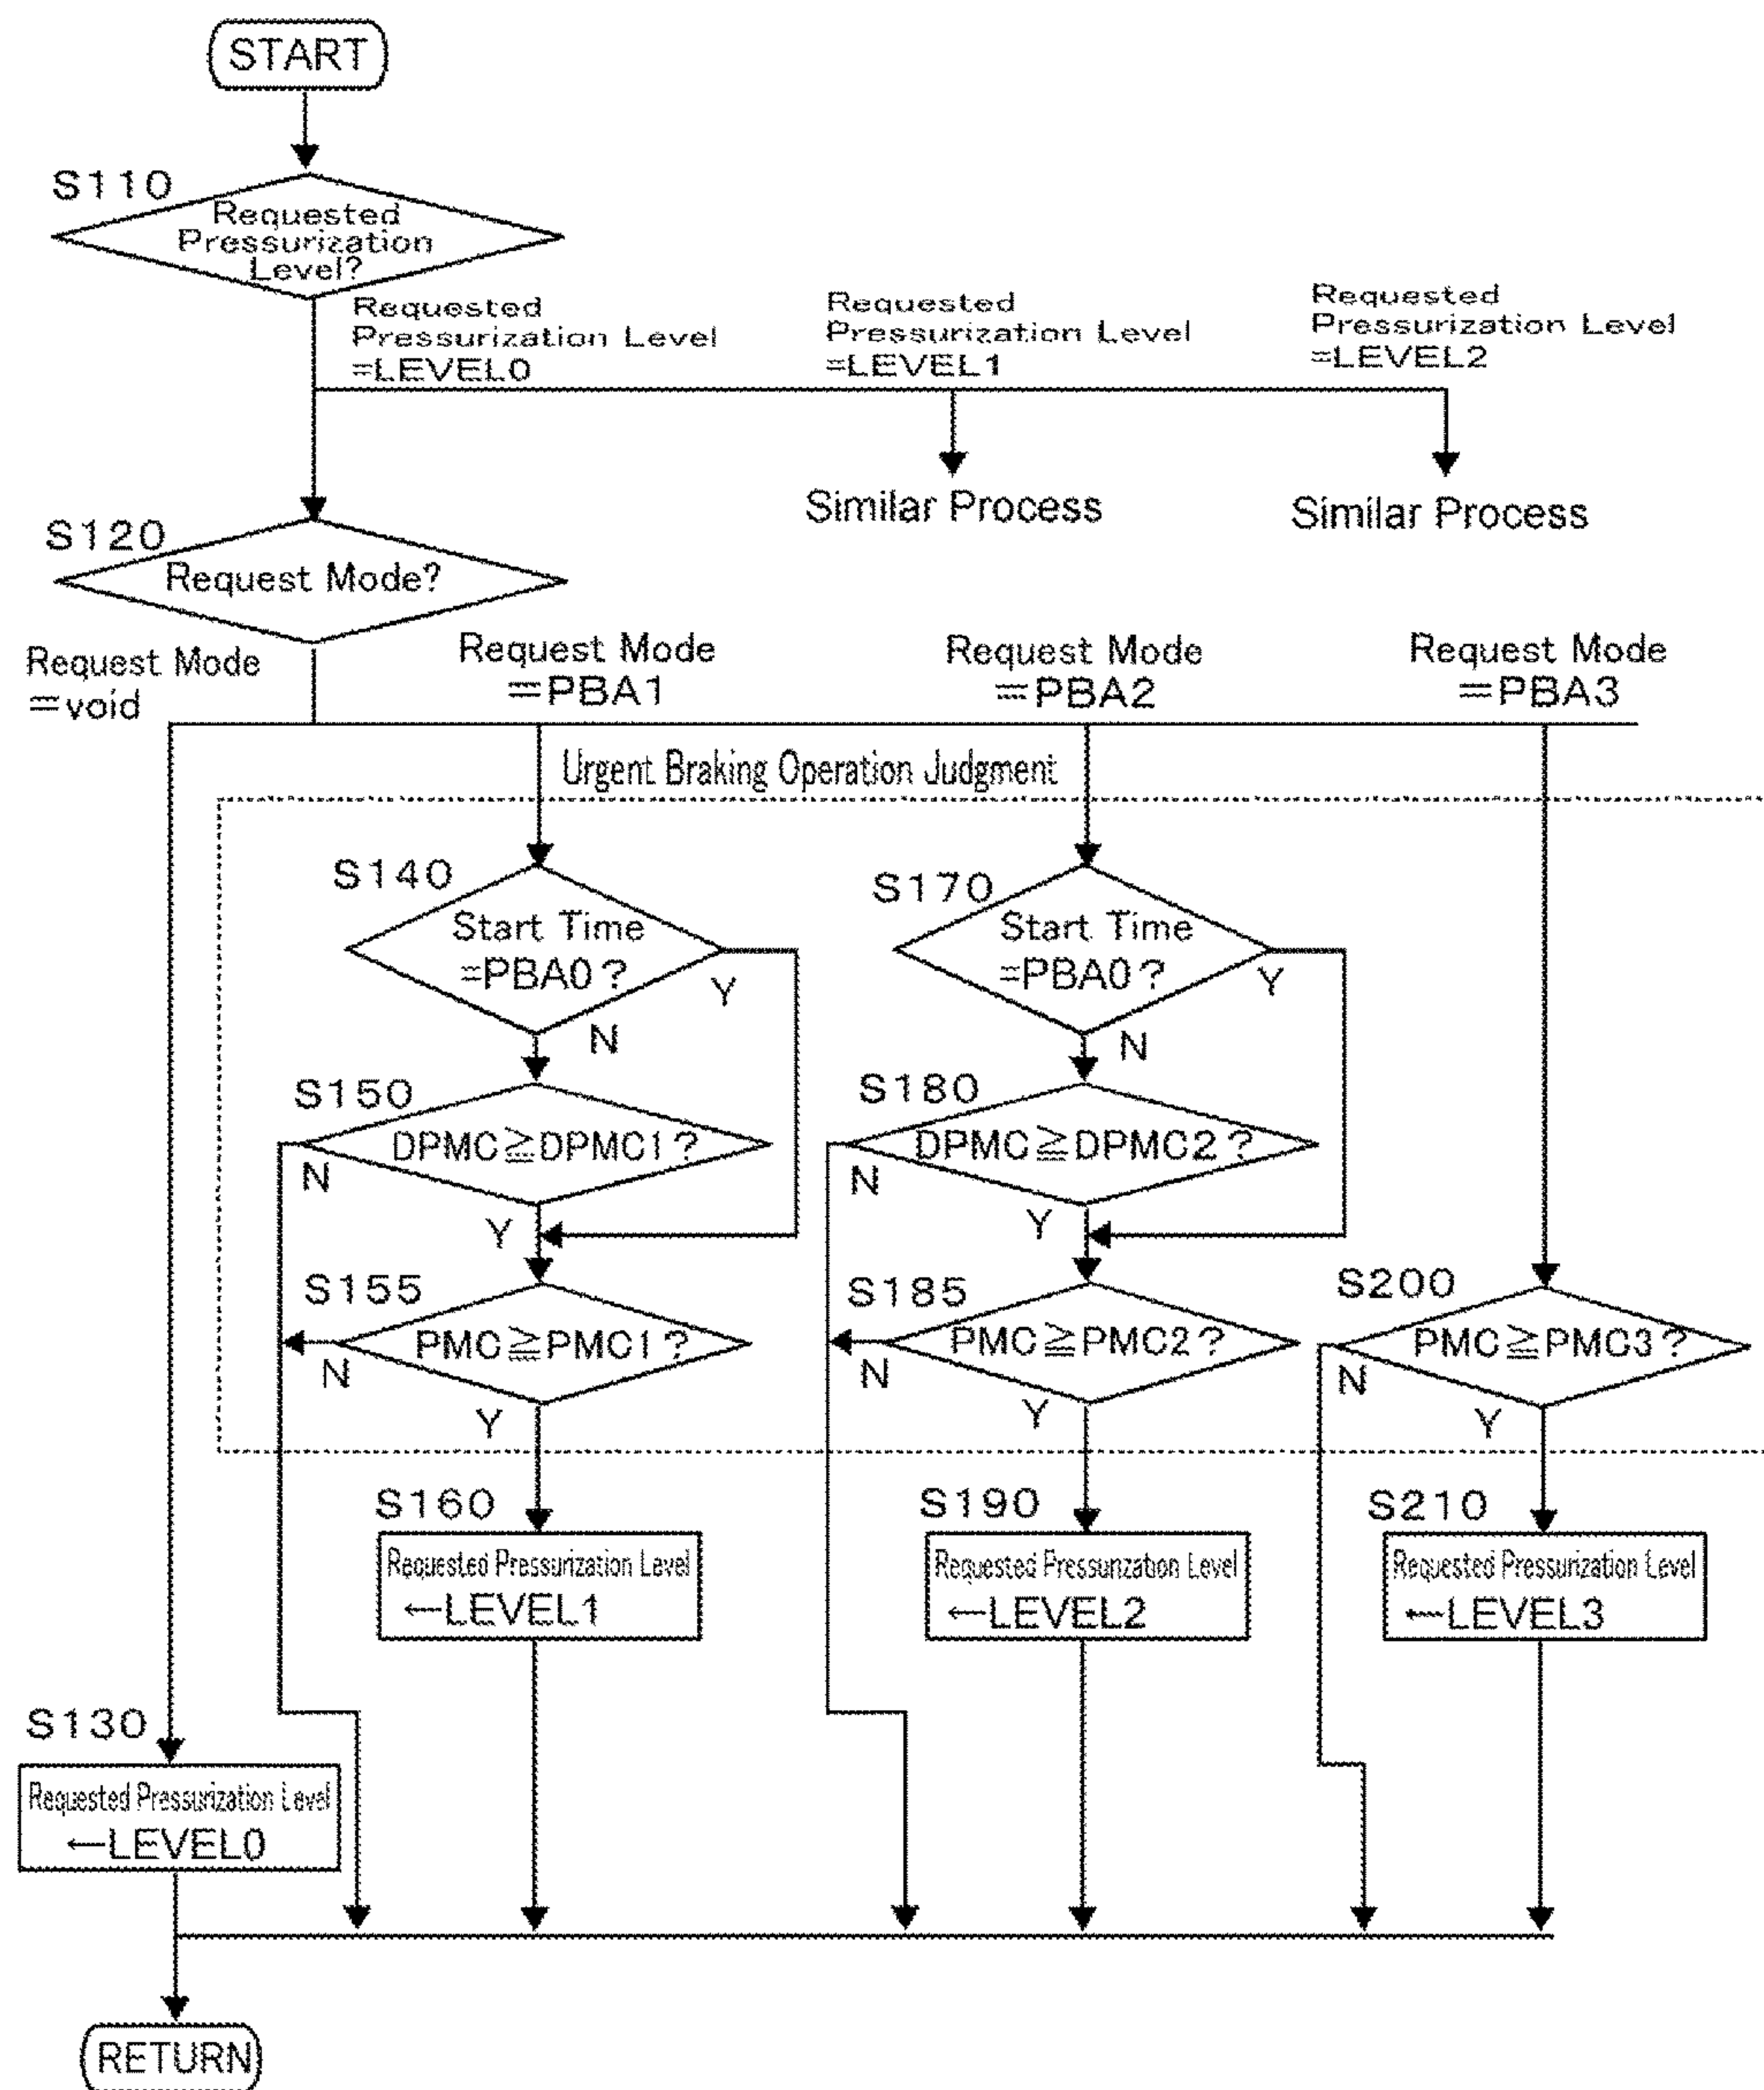 START
S110
Requested
Pressurization
Level?
Requested
Pressurization Level
=LEVEL0
Requested
Pressurization Level
=LEVEL1
Requested
Pressurization Level
=LEVEL2
Similar Process
Similar Process
S120
Request Mode?
Request Mode
=void
Request Mode
=PBA1
Request Mode
=PBA2
Request Mode
=PBA3
Urgent Braking Operation Judgment
S140
Start Time
=PBA0?
Y
N
S170
Start Time
=PBA0?
Y
N
S150
DPMC≧DPMC1?
N
Y
S180
DPMC≧DPMC2?
N
Y
S155
PMC≧PMC1?
N
Y
S185
PMC≧PMC2?
N
Y
S200
PMC≧PMC3?
N
Y
S160
Requested Pressurization Level
←LEVEL1
S190
Requested Pressunzation Level
←LEVEL2
S210
Requested Pressurization Level
←LEVEL3
S130
Requested Pressurization Level
←LEVEL0
RETURN